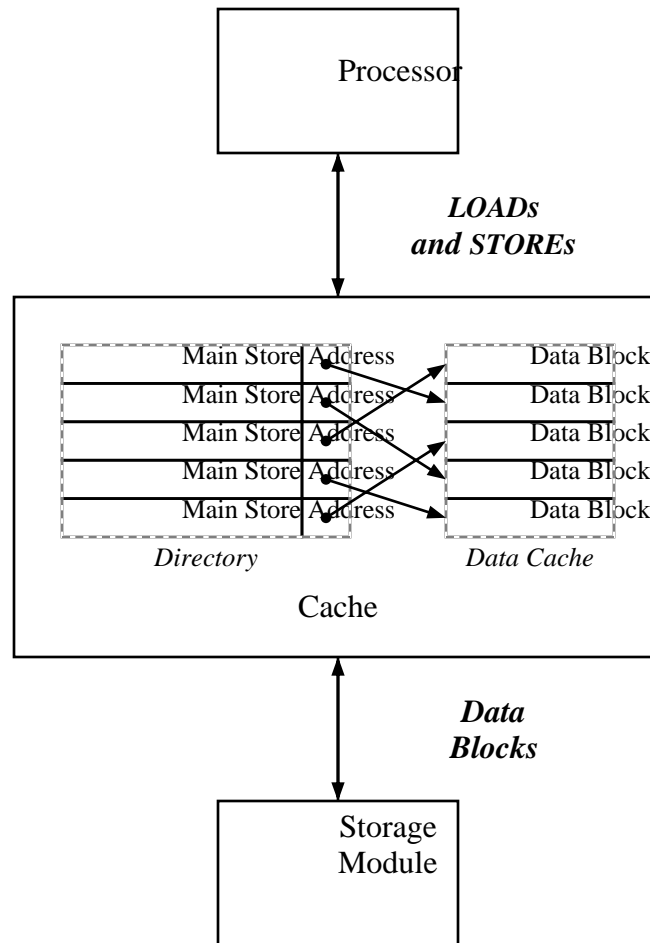 Processor
LOADs
and STOREs
Main Store Address Data Block
Main Store Address Data Block
Main Store Address Data Block
Main Store Address Data Block
Main Store Address Data Block
Directory Data Cache
Cache
Data
Blocks
Storage
Module